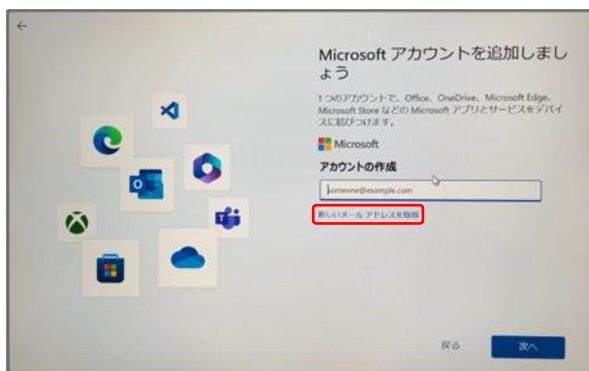 Microsoft アカウントを追加しまし
ょう
1 つのアカウントで、Office、OneDrive、Microsoft Edge、
Microsoft Store などの Microsoft アプリとサービスをデバイ
スに結びつけます。
Microsoft
アカウントの作成
someone@example.com
新しいメール アドレスを取得
戻る
次へ